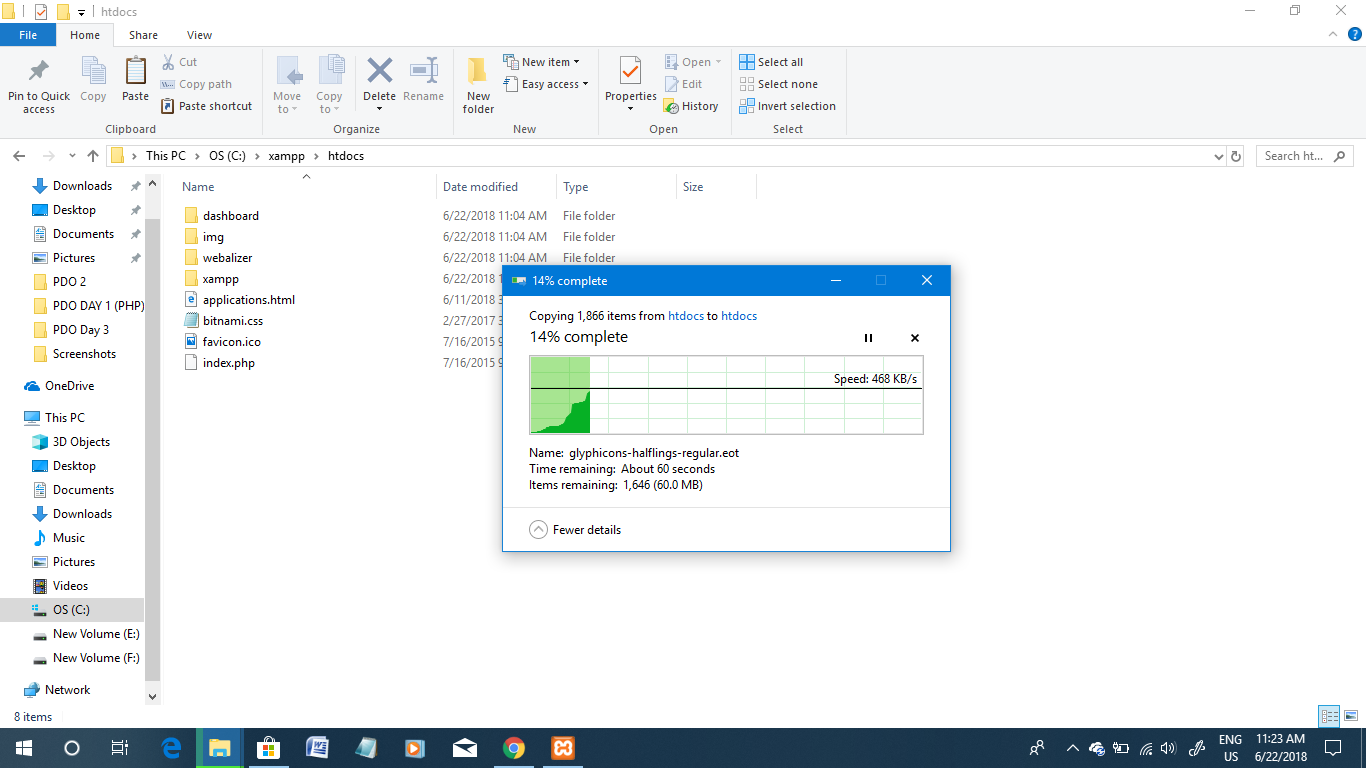 htdocs
File Home Share View
Pin to Quick access
Copy
Paste
Cut
Copy path
Paste shortcut
Clipboard
Move to
Copy to
Delete
Rename
Organize
New folder
New item
Easy access
New
Properties
Open
Edit
History
Open
Select all
Select none
Invert selection
Select
This PC > OS (C:) > xampp > htdocs
Search ht...
Downloads
Desktop
Documents
Pictures
PDO 2
PDO DAY 1 (PHP)
PDO Day 3
Screenshots
OneDrive
This PC
3D Objects
Desktop
Documents
Downloads
Music
Pictures
Videos
OS (C:)
New Volume (E:)
New Volume (F:)
Network
Name Date modified Type Size
dashboard 6/22/2018 11:04 AM File folder
img 6/22/2018 11:04 AM File folder
webalizer 6/22/2018 11:04 AM File folder
xampp 6/22/2018 1
applications.html 6/11/2018 3
bitnami.css 2/27/2017 3
favicon.ico 7/16/2015 9
index.php 7/16/2015 9
14% complete
Copying 1,866 items from htdocs to htdocs
14% complete
Speed: 468 KB/s
Name: glyphicons-halflings-regular.eot
Time remaining: About 60 seconds
Items remaining: 1,646 (60.0 MB)
Fewer details
8 items
ENG US
11:23 AM
6/22/2018